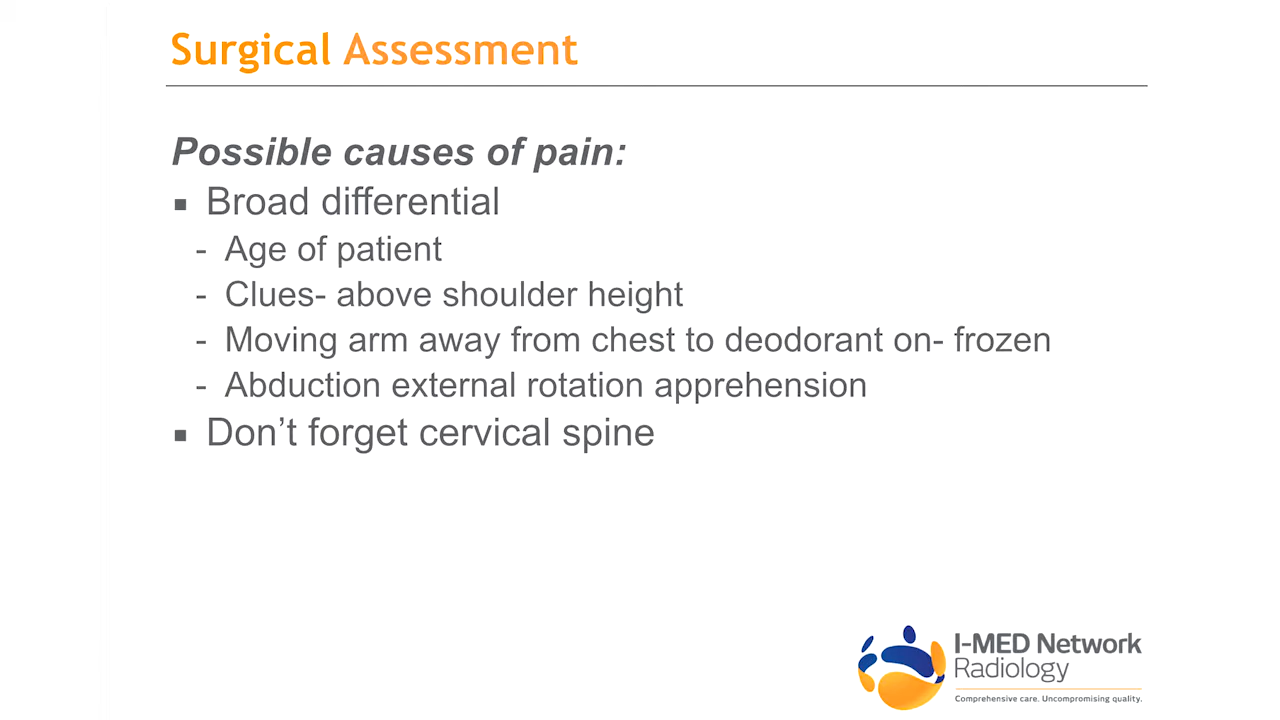 Surgical Assessment
Possible causes of pain:
▪ Broad differential
- Age of patient
- Clues- above shoulder height
- Moving arm away from chest to deodorant on- frozen
- Abduction external rotation apprehension
▪ Don’t forget cervical spine
I-MED Network
Radiology
Comprehensive care. Uncompromising quality.